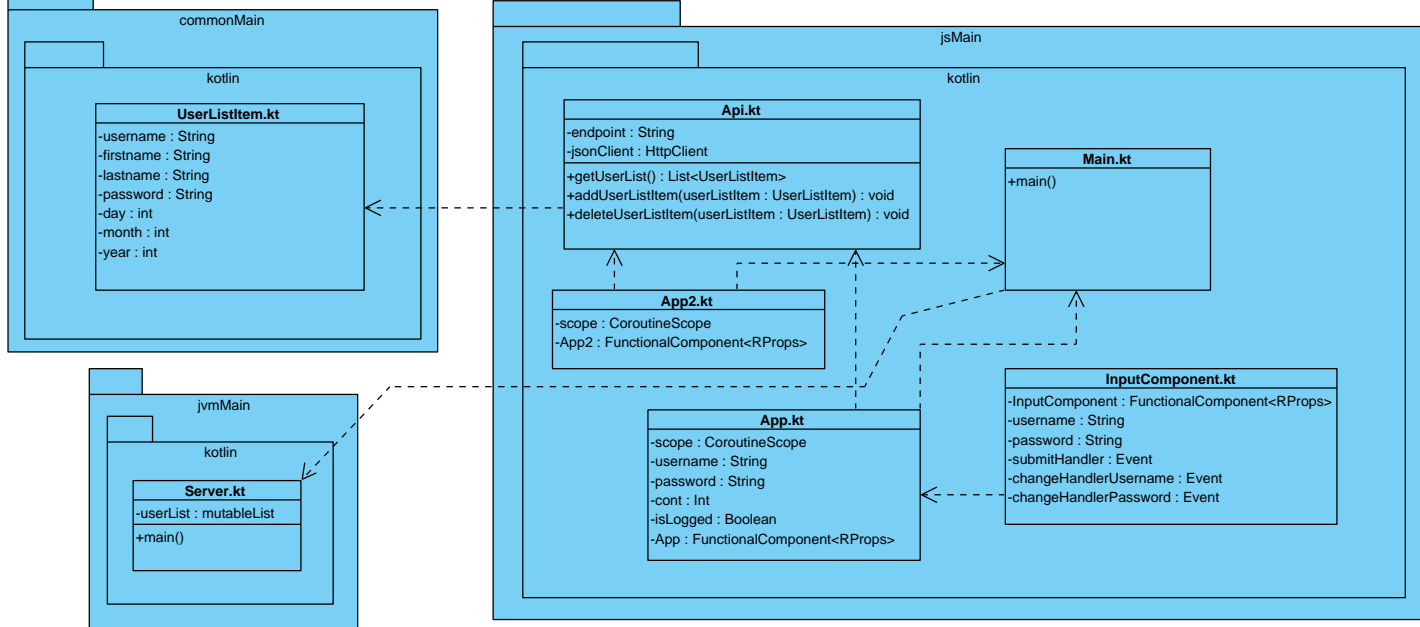 commonMain
kotlin
UserListItem.kt
-username : String
-firstname : String
-lastname : String
-password : String
-day : int
-month : int
-year : int
jsMain
kotlin
Api.kt
-endpoint : String
-jsonClient : HttpClient
+getUserList() : List<UserListItem>
+addUserListItem(userListItem : UserListItem) : void
+deleteUserListItem(userListItem : UserListItem) : void
Main.kt
+main()
App2.kt
-scope : CoroutineScope
-App2 : FunctionalComponent<RProps>
App.kt
-scope : CoroutineScope
-username : String
-password : String
-cont : Int
-isLogged : Boolean
-App : FunctionalComponent<RProps>
InputComponent.kt
-InputComponent : FunctionalComponent<RProps>
-username : String
-password : String
-submitHandler : Event
-changeHandlerUsername : Event
-changeHandlerPassword : Event
jvmMain
kotlin
Server.kt
-userList : mutableList
+main()